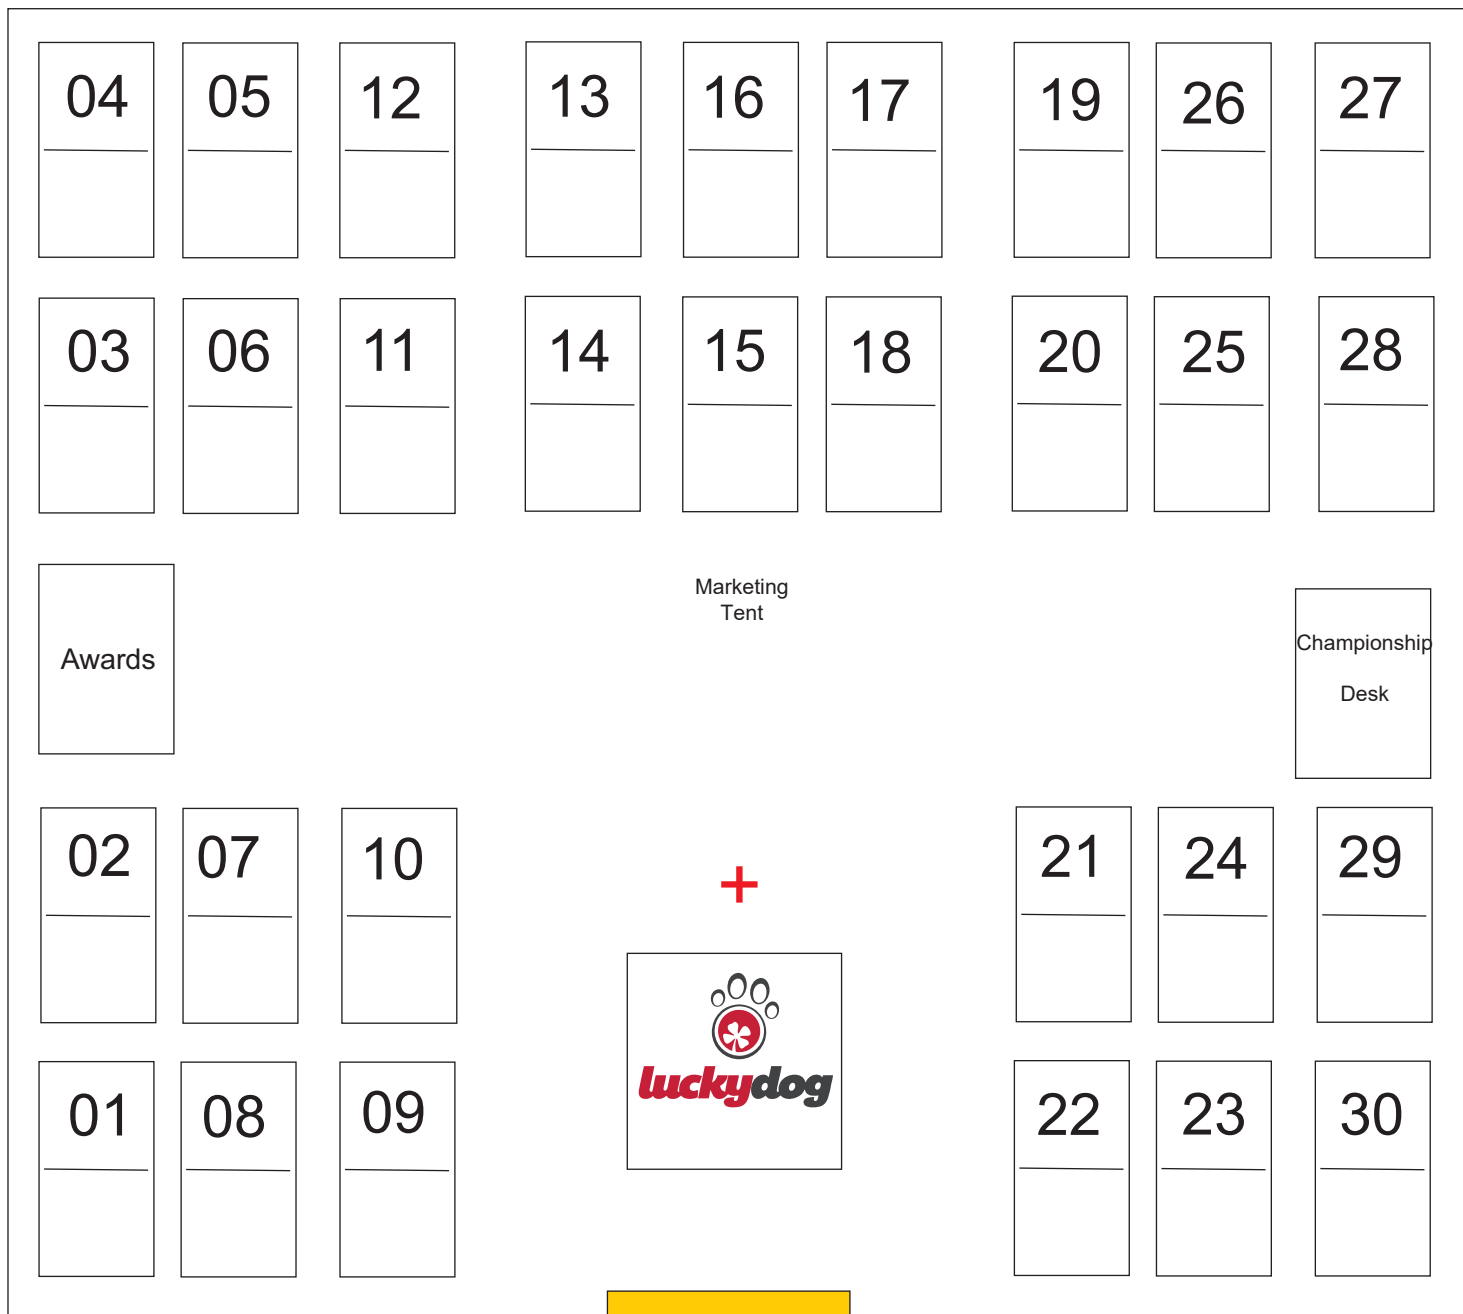 04 05 12 13 16 17 19 26 27
03 06 11 14 15 18 20 25 28
Marketing
Tent
Awards
Championship
Desk
02 07 10 21 24 29
luckydog
01 08 09 22 23 30